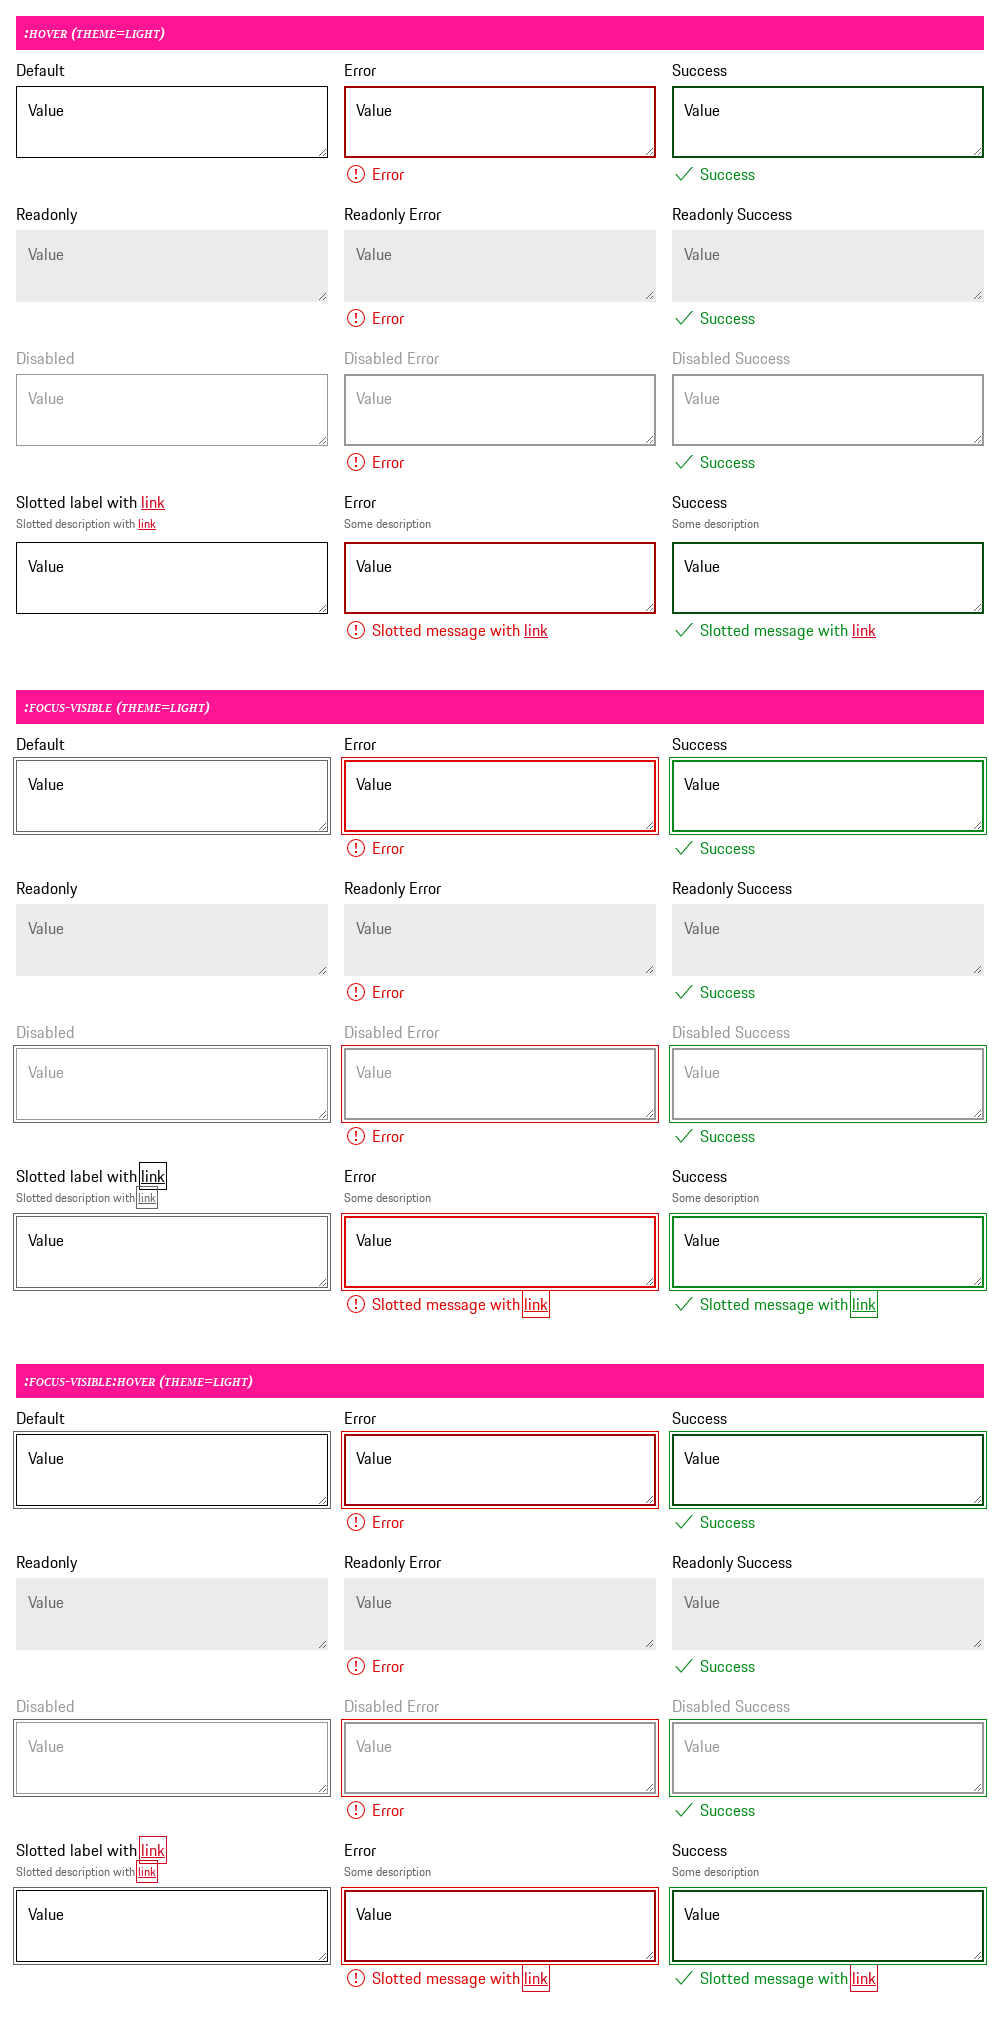 :HOVER (THEME=LIGHT)
Default Error Success
Value Value Value
Error Success
Readonly Readonly Error Readonly Success
Value Value Value
Error Success
Disabled Disabled Error Disabled Success
Value Value Value
Error Success
Slotted label with link Error Success
Slotted description with link Some description Some description
Value Value Value
Slotted message with link Slotted message with link
:FOCUS-VISIBLE (THEME=LIGHT)
Default Error Success
Value Value Value
Error Success
Readonly Readonly Error Readonly Success
Value Value Value
Error Success
Disabled Disabled Error Disabled Success
Value Value Value
Error Success
Slotted label with link Error Success
Slotted description with link Some description Some description
Value Value Value
Slotted message with link Slotted message with link
:FOCUS-VISIBLE:HOVER (THEME=LIGHT)
Default Error Success
Value Value Value
Error Success
Readonly Readonly Error Readonly Success
Value Value Value
Error Success
Disabled Disabled Error Disabled Success
Value Value Value
Error Success
Slotted label with link Error Success
Slotted description with link Some description Some description
Value Value Value
Slotted message with link Slotted message with link